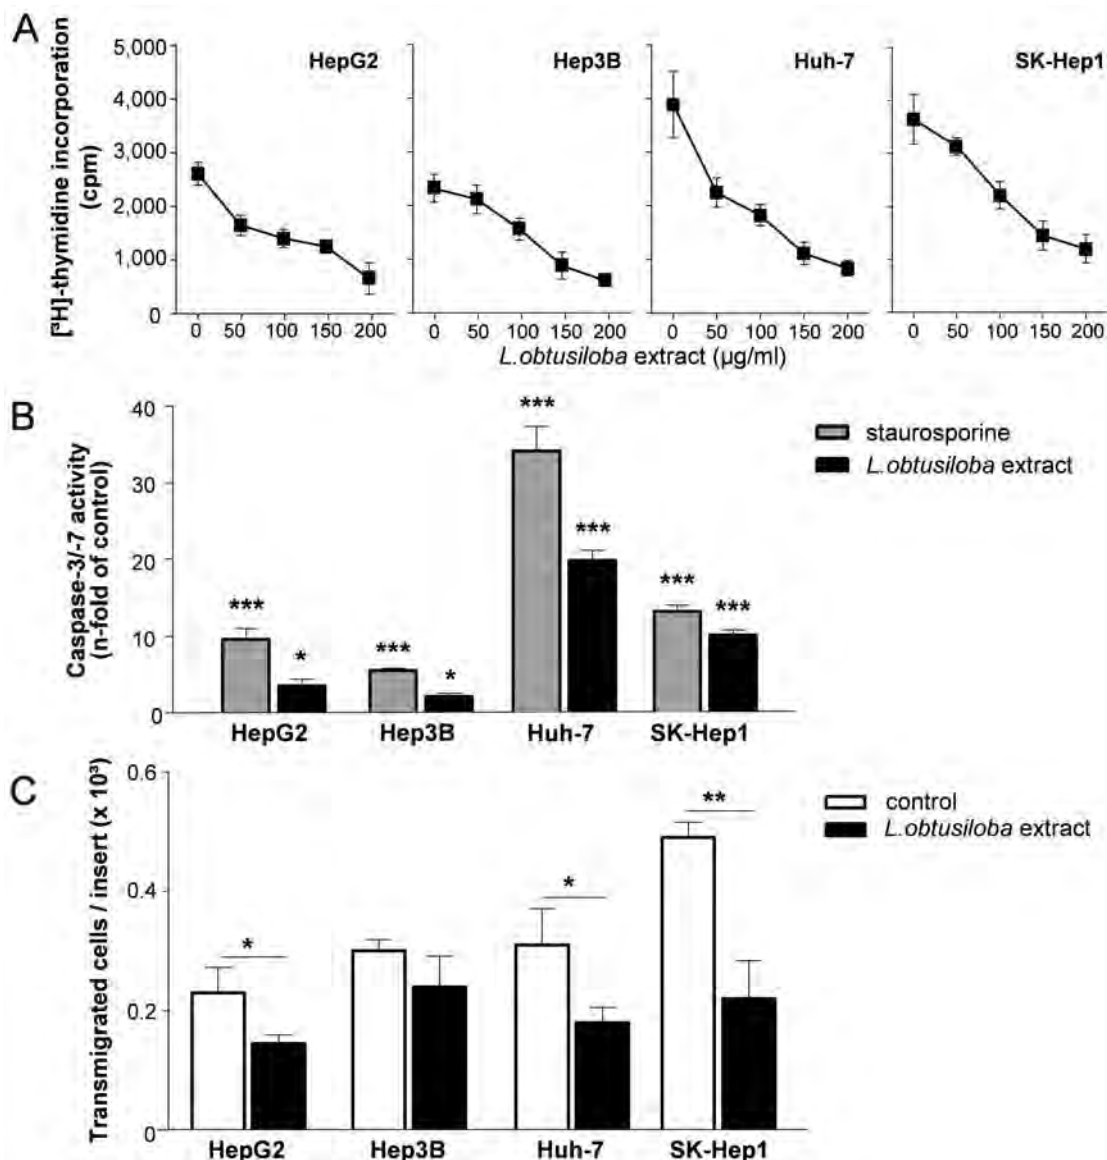 A
[³H]-thymidine incorporation
(cpm)
5,000
4,000
3,000
2,000
1,000
0
HepG2
Hep3B
Huh-7
SK-Hep1
0 50 100 150 200
0 50 100 150 200
0 50 100 150 200
0 50 100 150 200
L.obtusiloba extract (µg/ml)
B
Caspase-3/-7 activity
(n-fold of control)
40
30
20
10
0
*** * *** * *** *** *** ***
staurosporine
L.obtusiloba extract
HepG2 Hep3B Huh-7 SK-Hep1
C
Transmigrated cells / insert (x 10³)
0.6
0.4
0.2
0
* * **
control
L.obtusiloba extract
HepG2 Hep3B Huh-7 SK-Hep1